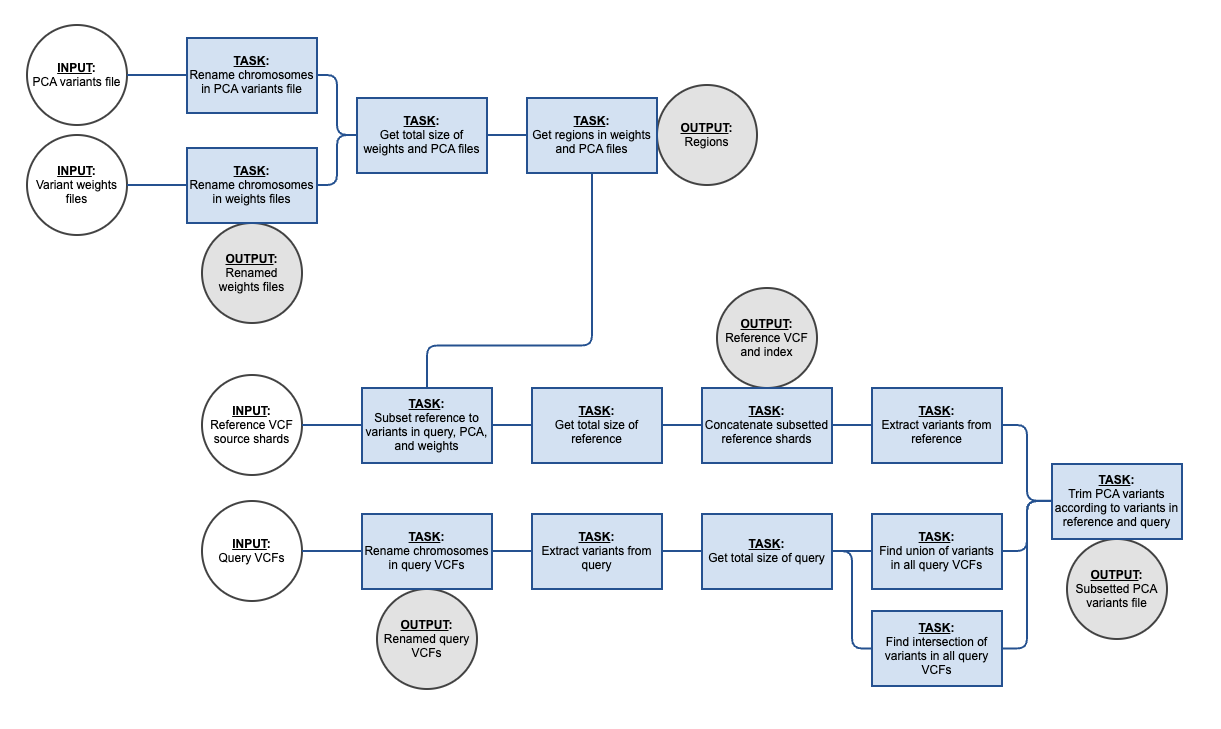 INPUT:
PCA variants file
TASK:
Rename chromosomes
in PCA variants file
INPUT:
Variant weights
files
TASK:
Rename chromosomes
in weights files
OUTPUT:
Renamed
weights files
TASK:
Get total size of
weights and PCA files
TASK:
Get regions in weights
and PCA files
OUTPUT:
Regions
INPUT:
Reference VCF
source shards
TASK:
Subset reference to
variants in query, PCA,
and weights
TASK:
Get total size of
reference
OUTPUT:
Reference VCF
and index
TASK:
Concatenate subsetted
reference shards
TASK:
Extract variants from
reference
INPUT:
Query VCFs
TASK:
Rename chromosomes
in query VCFs
OUTPUT:
Renamed query
VCFs
TASK:
Extract variants from
query
TASK:
Get total size of query
TASK:
Find union of variants
in all query VCFs
TASK:
Find intersection of
variants in all query
VCFs
TASK:
Trim PCA variants
according to variants in
reference and query
OUTPUT:
Subsetted PCA
variants file